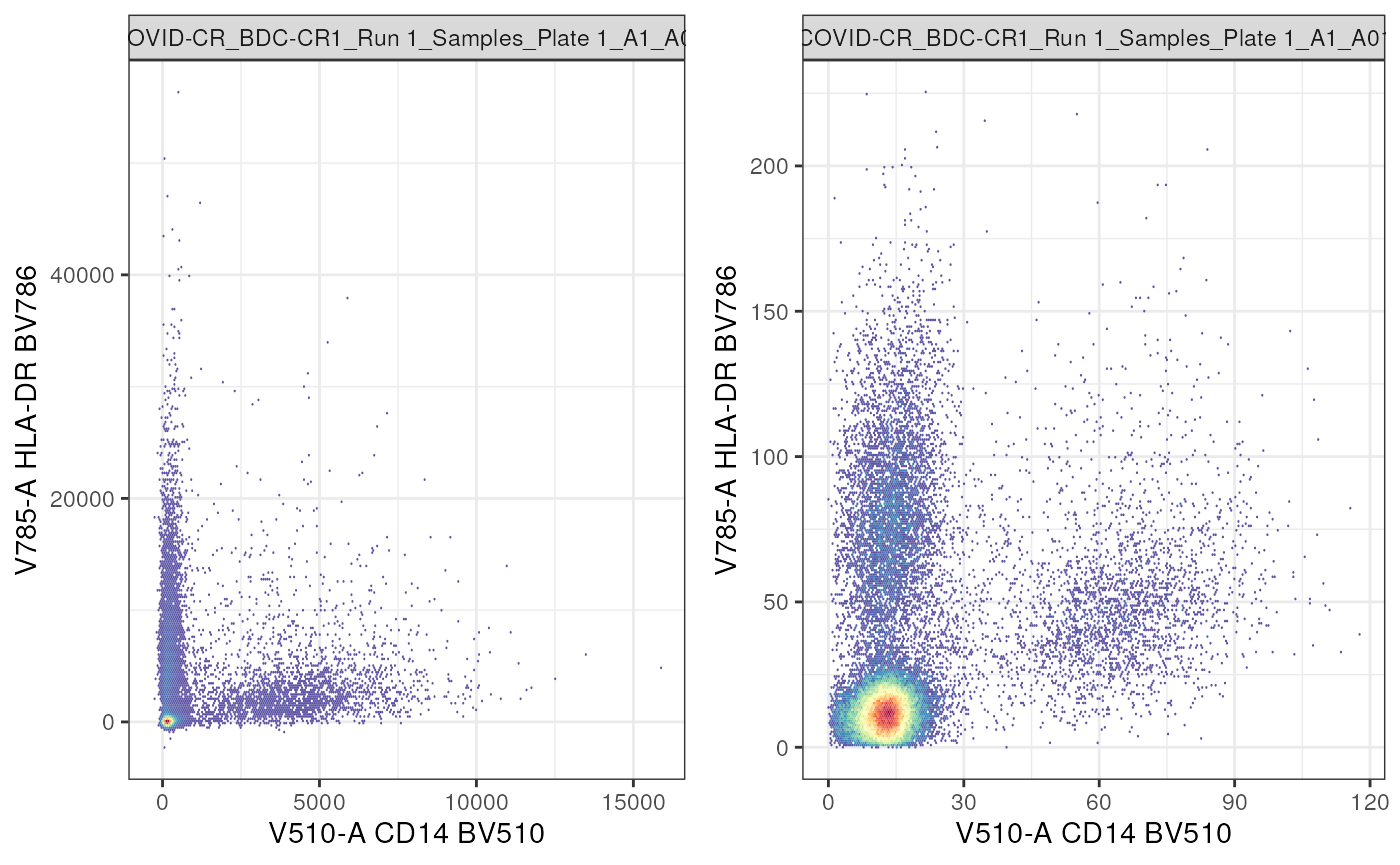 OVID-CR_BDC-CR1_Run 1_Samples_Plate 1_A1_A0
V785-A HLA-DR BV786
40000
20000
0
0 5000 10000 15000
V510-A CD14 BV510
COVID-CR_BDC-CR1_Run 1_Samples_Plate 1_A1_A01
V785-A HLA-DR BV786
200
150
100
50
0
0 30 60 90 120
V510-A CD14 BV510